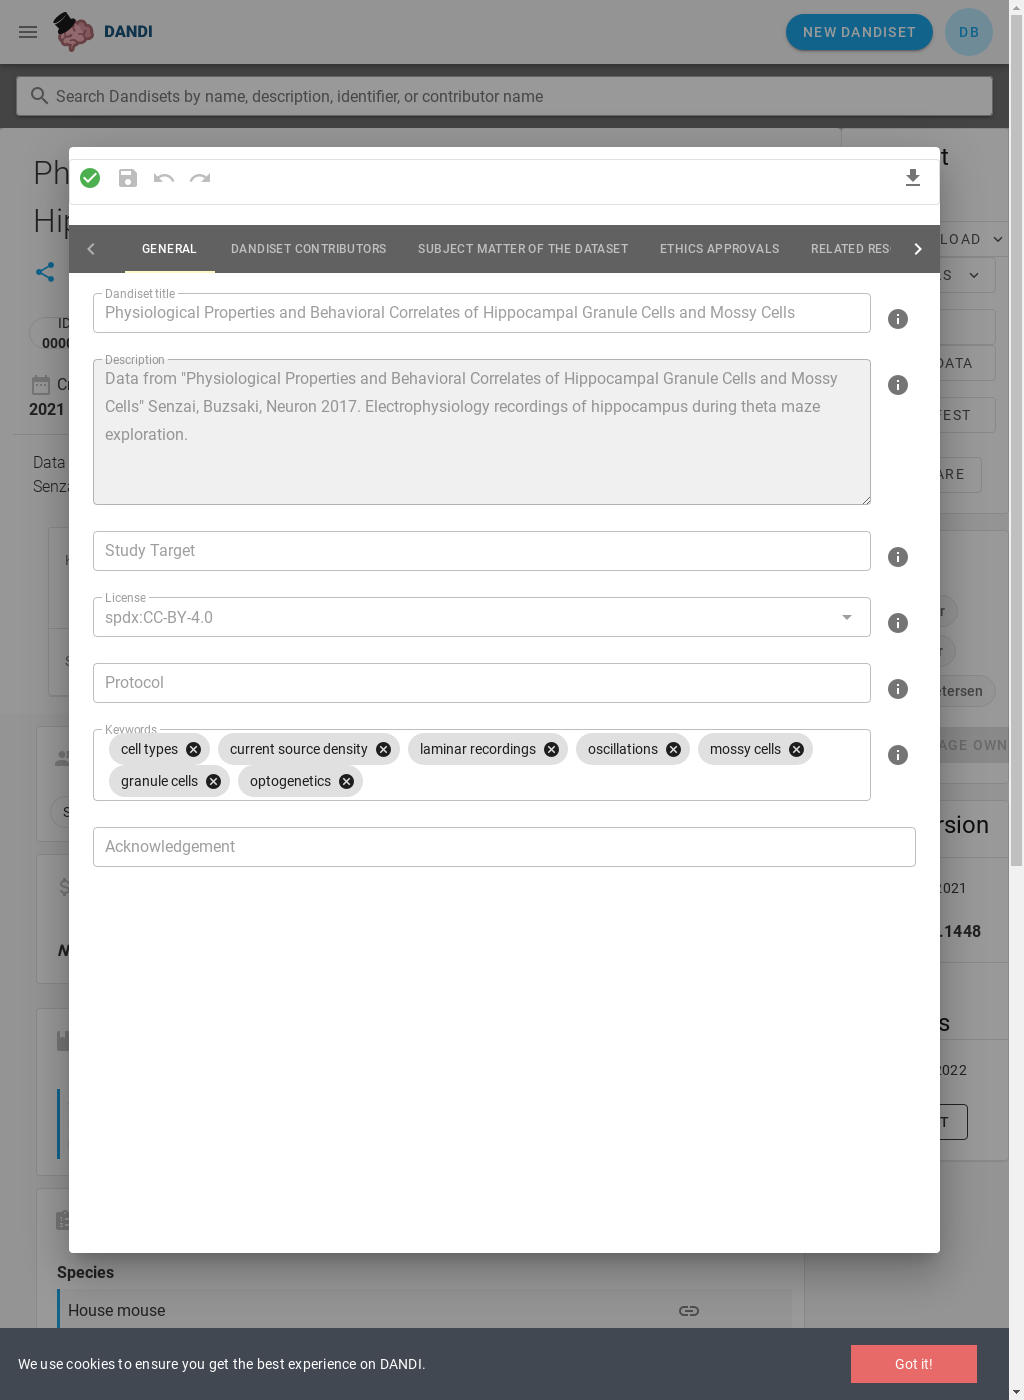 DANDI
NEW DANDISET
DB
Search Dandisets by name, description, identifier, or contributor name
GENERAL
DANDISET CONTRIBUTORS
SUBJECT MATTER OF THE DATASET
ETHICS APPROVALS
RELATED RES
Dandiset title
Physiological Properties and Behavioral Correlates of Hippocampal Granule Cells and Mossy Cells
Description
Data from "Physiological Properties and Behavioral Correlates of Hippocampal Granule Cells and Mossy
Cells" Senzai, Buzsaki, Neuron 2017. Electrophysiology recordings of hippocampus during theta maze
exploration.
Study Target
License
spdx:CC-BY-4.0
Protocol
Keywords
cell types
current source density
laminar recordings
oscillations
mossy cells
granule cells
optogenetics
Acknowledgement
Ph
Hip
ID
0000
2021
Data
Senza
LOAD
DATA
etersen
AGE OWN
rsion
2021
.1448
2022
Species
House mouse
We use cookies to ensure you get the best experience on DANDI.
Got it!